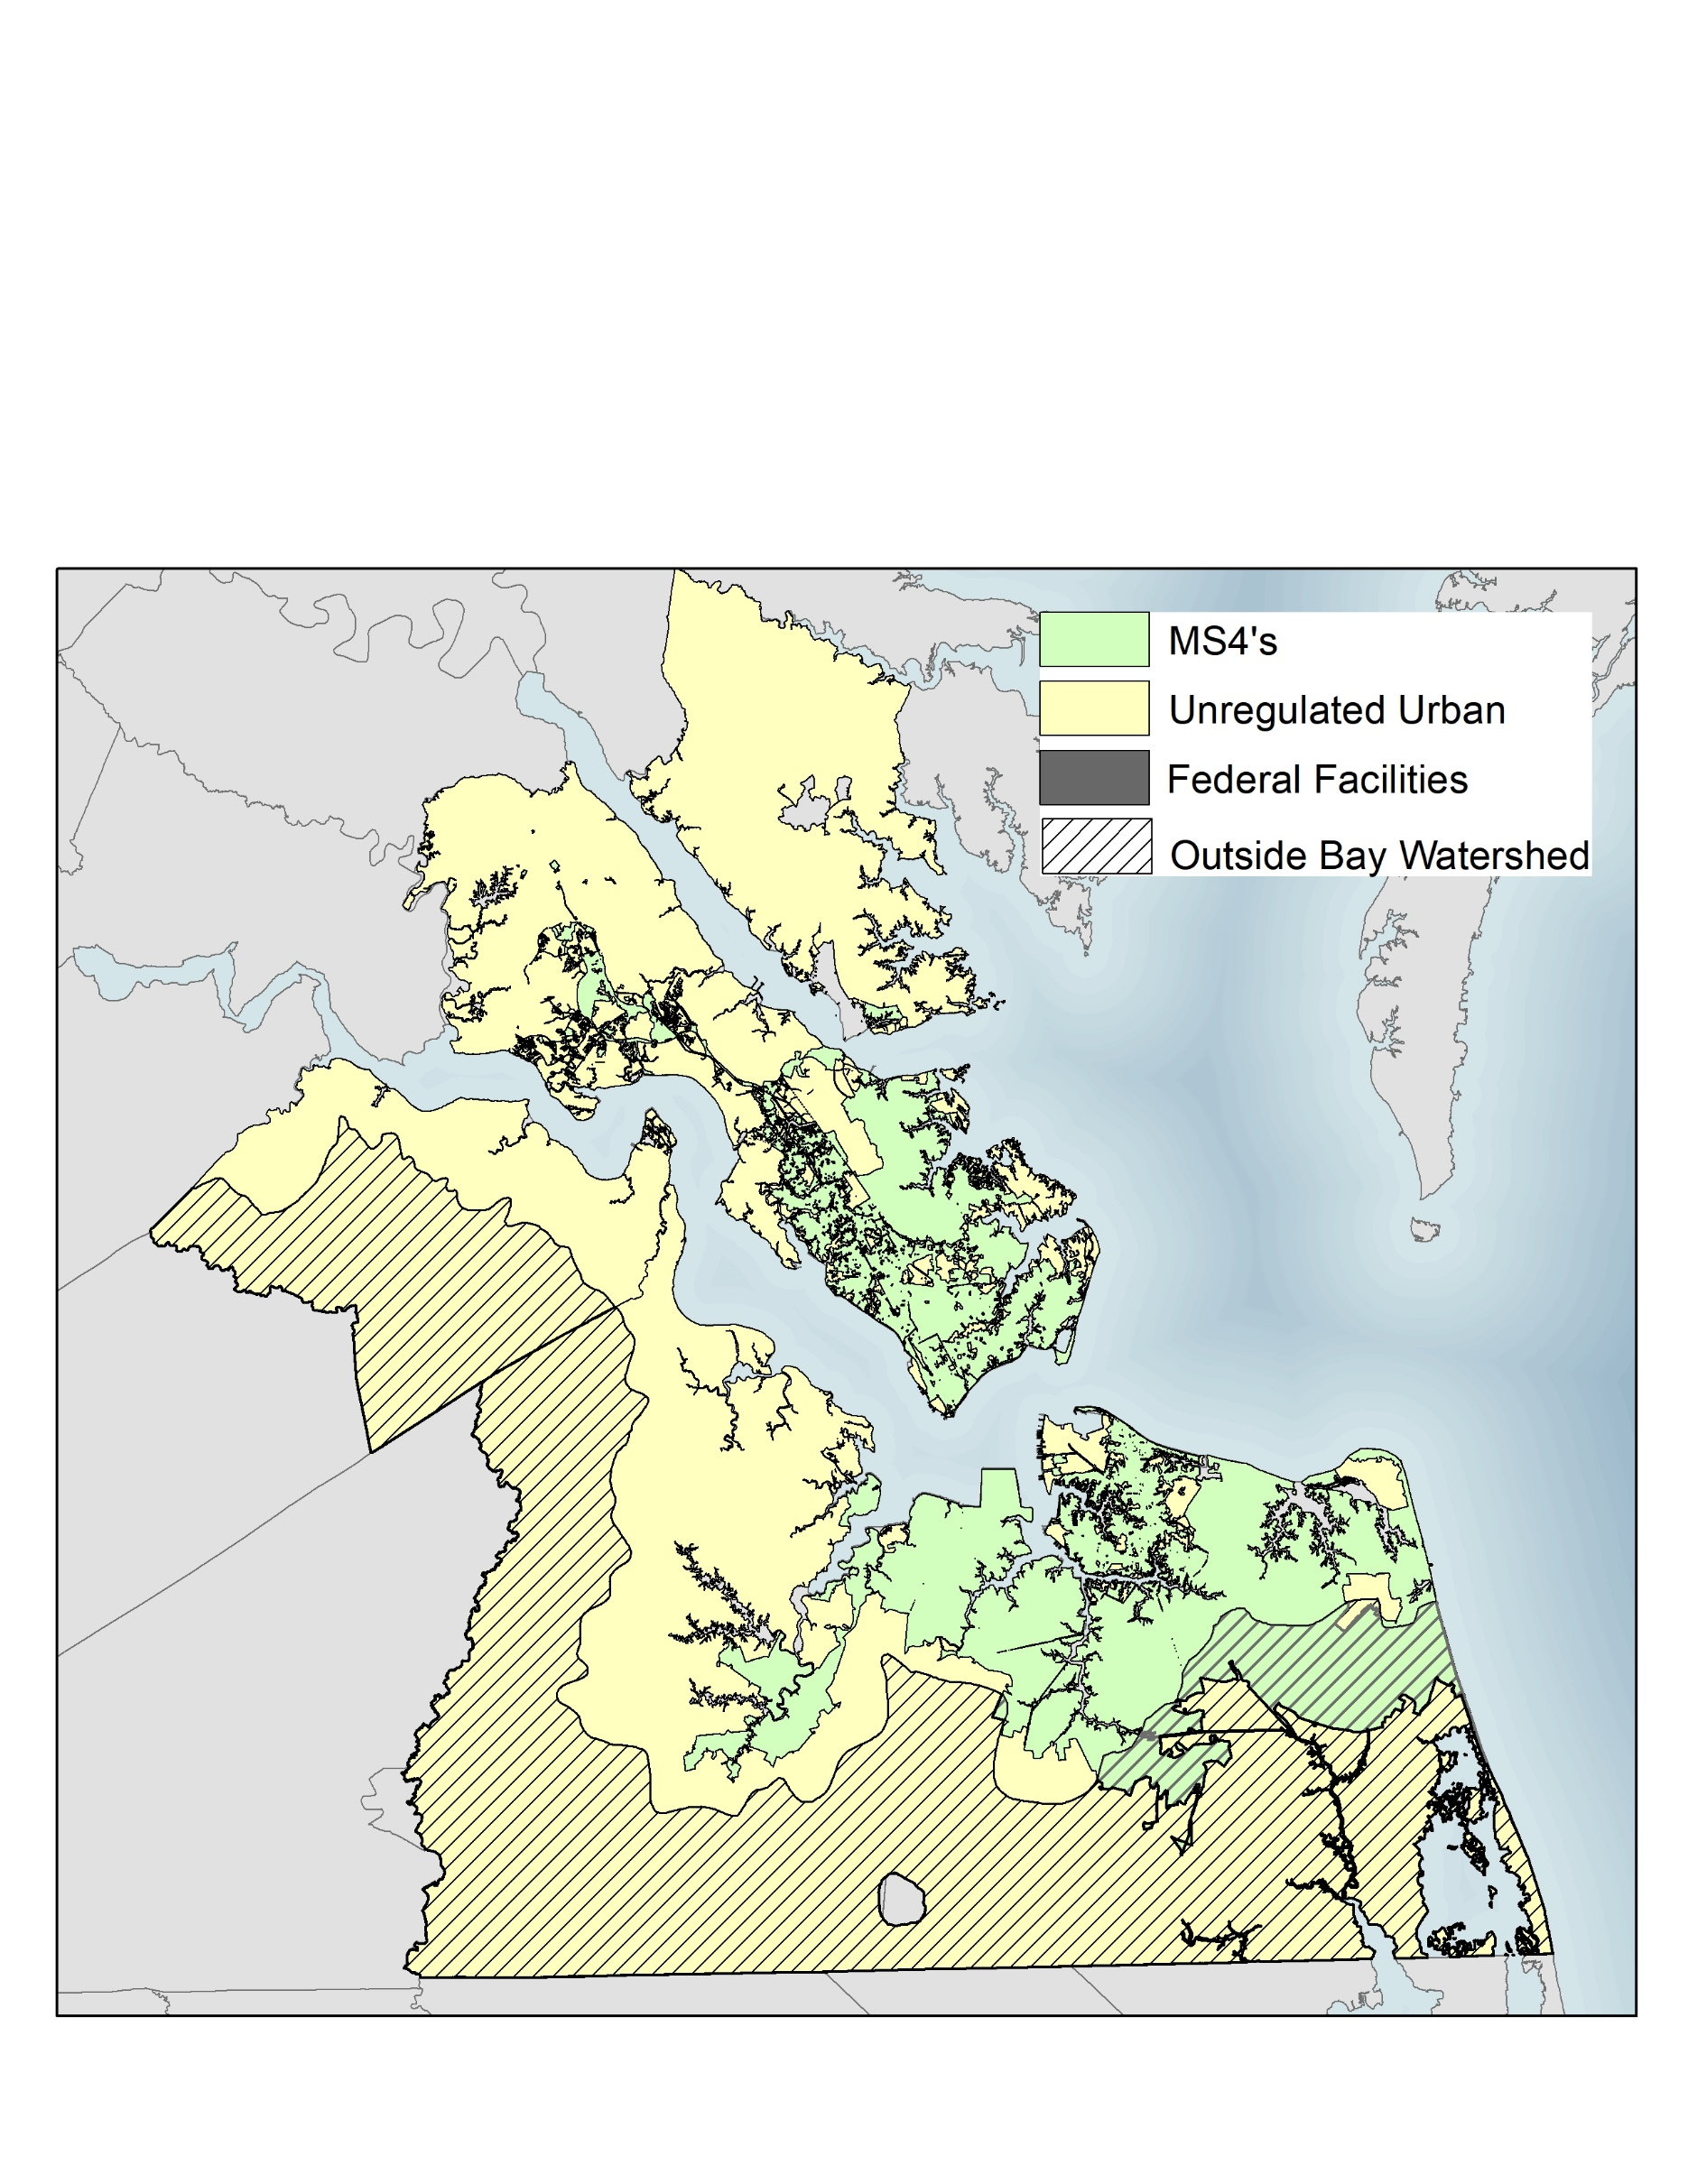 MS4's
Unregulated Urban
Federal Facilities
Outside Bay Watershed